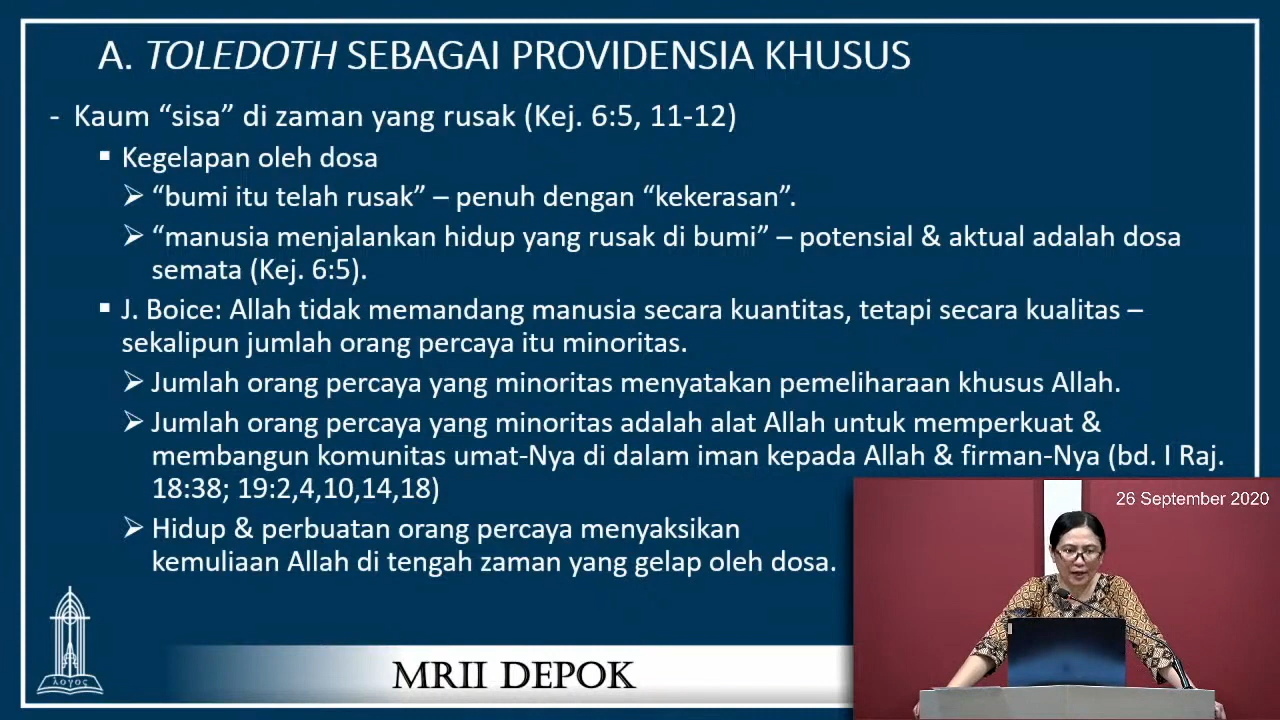 A. TOLEDOTH SEBAGAI PROVIDENSIA KHUSUS
- Kaum “sisa” di zaman yang rusak (Kej. 6:5, 11-12)
▪ Kegelapan oleh dosa
➢ “bumi itu telah rusak” – penuh dengan “kekerasan”.
➢ “manusia menjalankan hidup yang rusak di bumi” – potensial & aktual adalah dosa
semata (Kej. 6:5).
▪ J. Boice: Allah tidak memandang manusia secara kuantitas, tetapi secara kualitas –
sekalipun jumlah orang percaya itu minoritas.
➢ Jumlah orang percaya yang minoritas menyatakan pemeliharaan khusus Allah.
➢ Jumlah orang percaya yang minoritas adalah alat Allah untuk memperkuat &
membangun komunitas umat-Nya di dalam iman kepada Allah & firman-Nya (bd. I Raj.
18:38; 19:2,4,10,14,18)
➢ Hidup & perbuatan orang percaya menyaksikan
kemuliaan Allah di tengah zaman yang gelap oleh dosa.
26 September 2020
λογος
MRII DEPOK